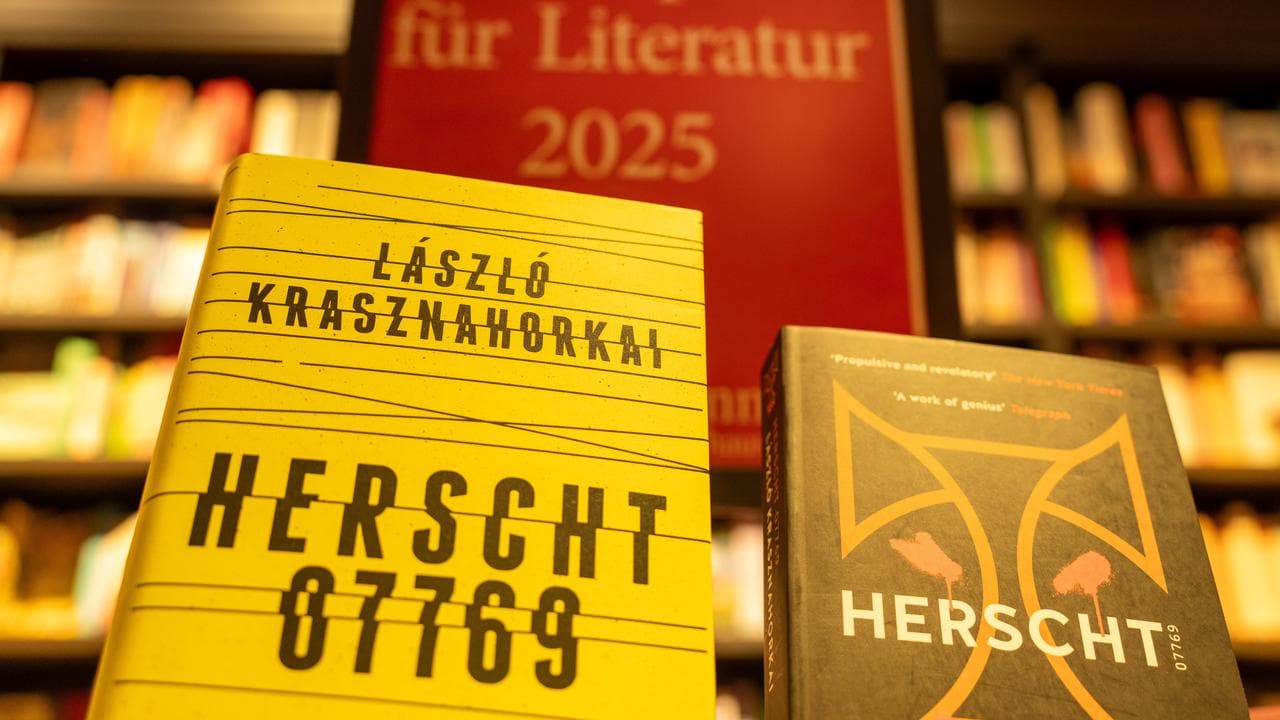 für Literatur
2025
LÁSZLÓ
KRASZNAHORKAI
HERSCHT
07769
'Propulsive and revelatory' The New York Times
'A work of genius' Telegraph
HERSCHT
07769